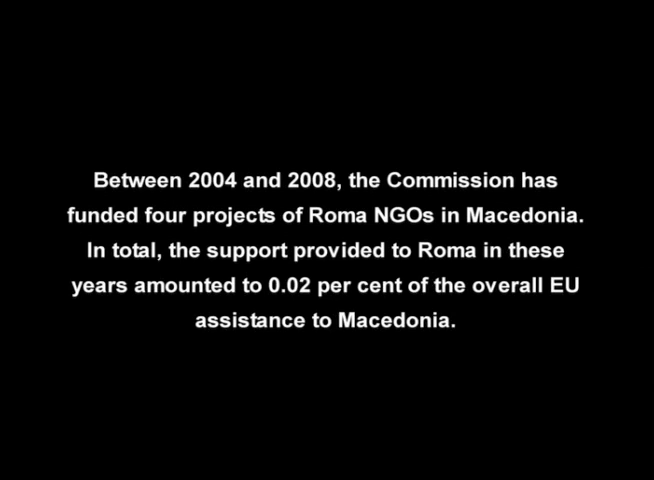 Between 2004 and 2008, the Commission has
funded four projects of Roma NGOs in Macedonia.
In total, the support provided to Roma in these
years amounted to 0.02 per cent of the overall EU
assistance to Macedonia.